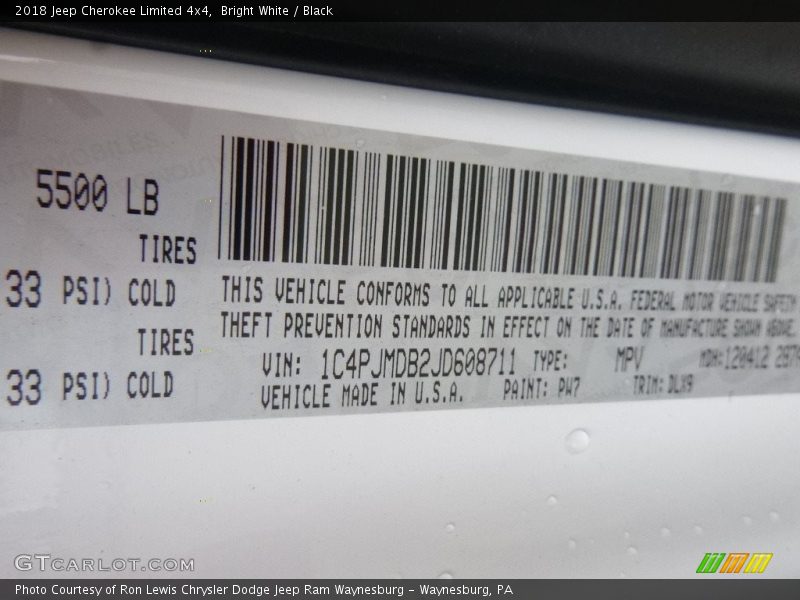 2018 Jeep Cherokee Limited 4x4, Bright White / Black
5500 LB
TIRES
33 PSI) COLD
TIRES
33 PSI) COLD
THIS VEHICLE CONFORMS TO ALL APPLICABLE U.S.A. FEDERAL MOTOR VEHICLE SAFETY
THEFT PREVENTION STANDARDS IN EFFECT ON THE DATE OF MANUFACTURE SHOWN ABOVE.
VIN: 1C4PJMDB2JD608711 TYPE: MPV MDH:120412
VEHICLE MADE IN U.S.A. PAINT: PW7 TRIM: DLX9
GTCARLOT.COM
Photo Courtesy of Ron Lewis Chrysler Dodge Jeep Ram Waynesburg - Waynesburg, PA